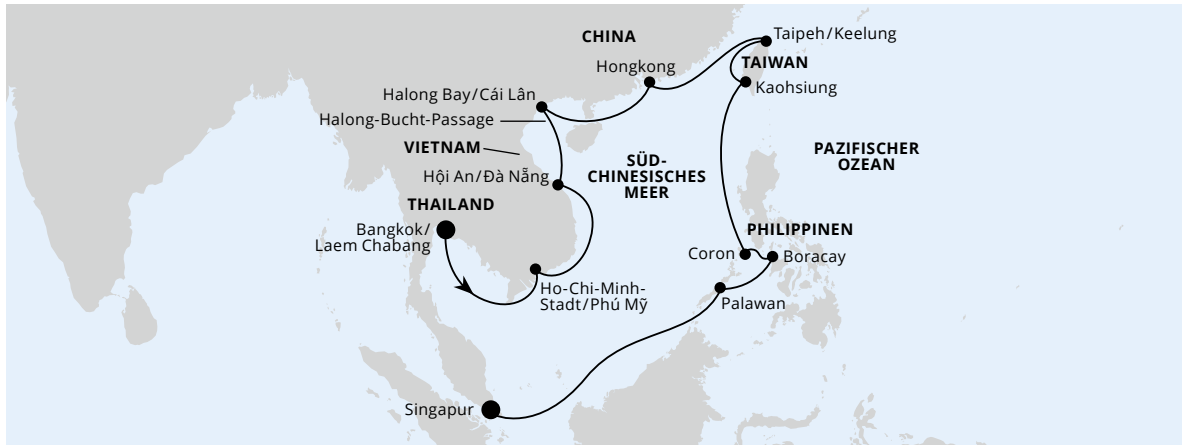 CHINA
Taipeh/Keelung
Hongkong
TAIWAN
Kaohsiung
Halong Bay/Cái Lân
Halong-Bucht-Passage
VIETNAM
SÜD-
CHINESISCHES
MEER
PAZIFISCHER
OZEAN
Hội An/Đà Nẵng
THAILAND
Bangkok/
Laem Chabang
PHILIPPINEN
Coron
Boracay
Ho-Chi-Minh-
Stadt/Phú Mỹ
Palawan
Singapur